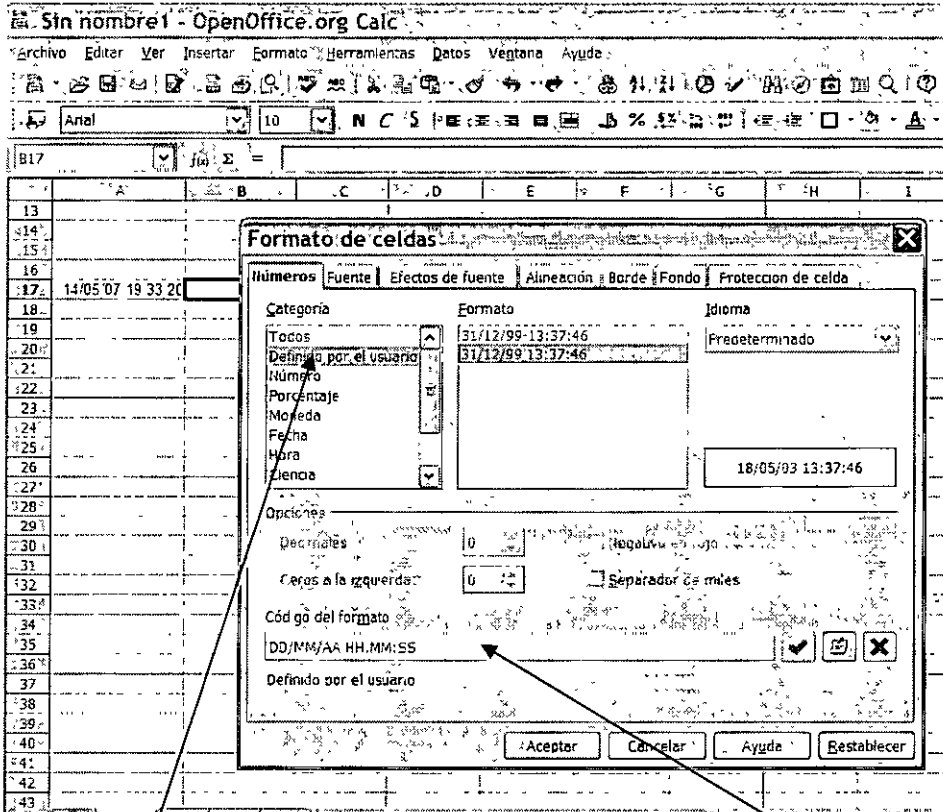 Sin nombre1 - OpenOffice.org Calc
Archivo Editar Ver Insertar Formato Herramientas Datos Ventana Ayuda
Arial 10 N C S
B17 f(x) Σ =
A B C D E F G H I
13
14
15
16
17 14/05/07 19 33 20
18
19
20
21
22
23
24
25
26
27
28
29
30
31
32
33
34
35
36
37
38
39
40
41
42
43
Formato de celdas
Números Fuente Efectos de fuente Alineación Borde Fondo Proteccion de celda
Categoría Formato Idioma
Todos
Definido por el usuario
Número
Porcentaje
Moneda
Fecha
Hora
Ciencia
31/12/99 13:37:46
31/12/99 13:37:46
Predeterminado
18/05/03 13:37:46
Opciones
Decimales 0 Negativo en rojo
Ceros a la izquierda 0 Separador de miles
Código del formato
DD/MM/AA HH:MM:SS
Definido por el usuario
Aceptar Cancelar Ayuda Restablecer